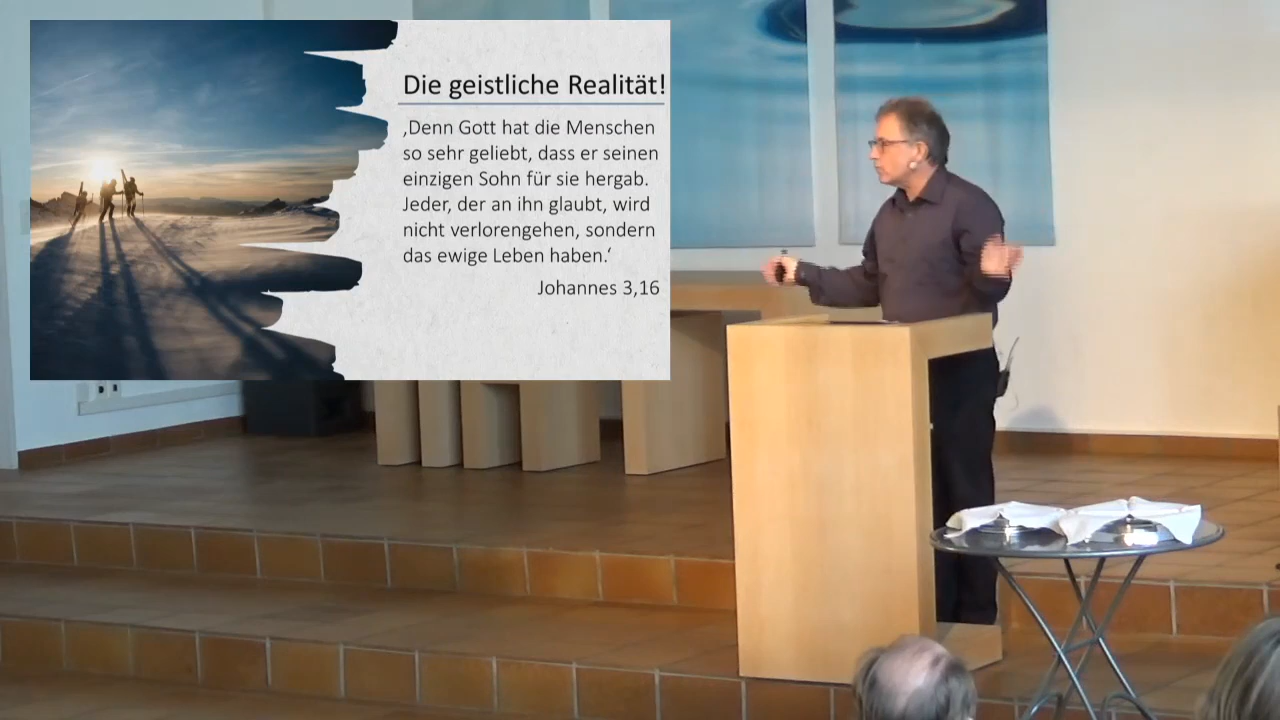 Die geistliche Realität!
‚Denn Gott hat die Menschen
so sehr geliebt, dass er seinen
einzigen Sohn für sie hergab.
Jeder, der an ihn glaubt, wird
nicht verlorengehen, sondern
das ewige Leben haben.‘
Johannes 3,16